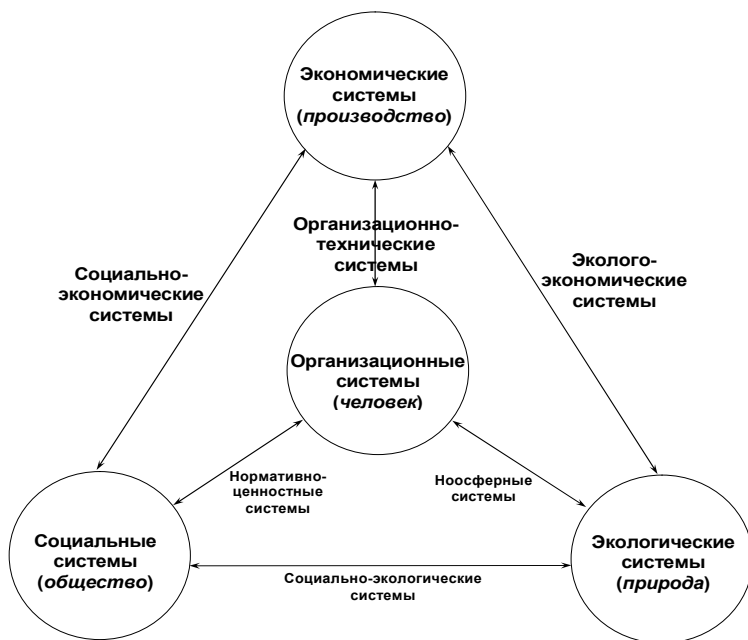 Экономические
системы
(производство)
Организационно-
технические
системы
Социально-
экономические
системы
Эколого-
экономические
системы
Организационные
системы
(человек)
Нормативно-
ценностные
системы
Ноосферные
системы
Социальные
системы
(общество)
Экологические
системы
(природа)
Социально-экологические
системы